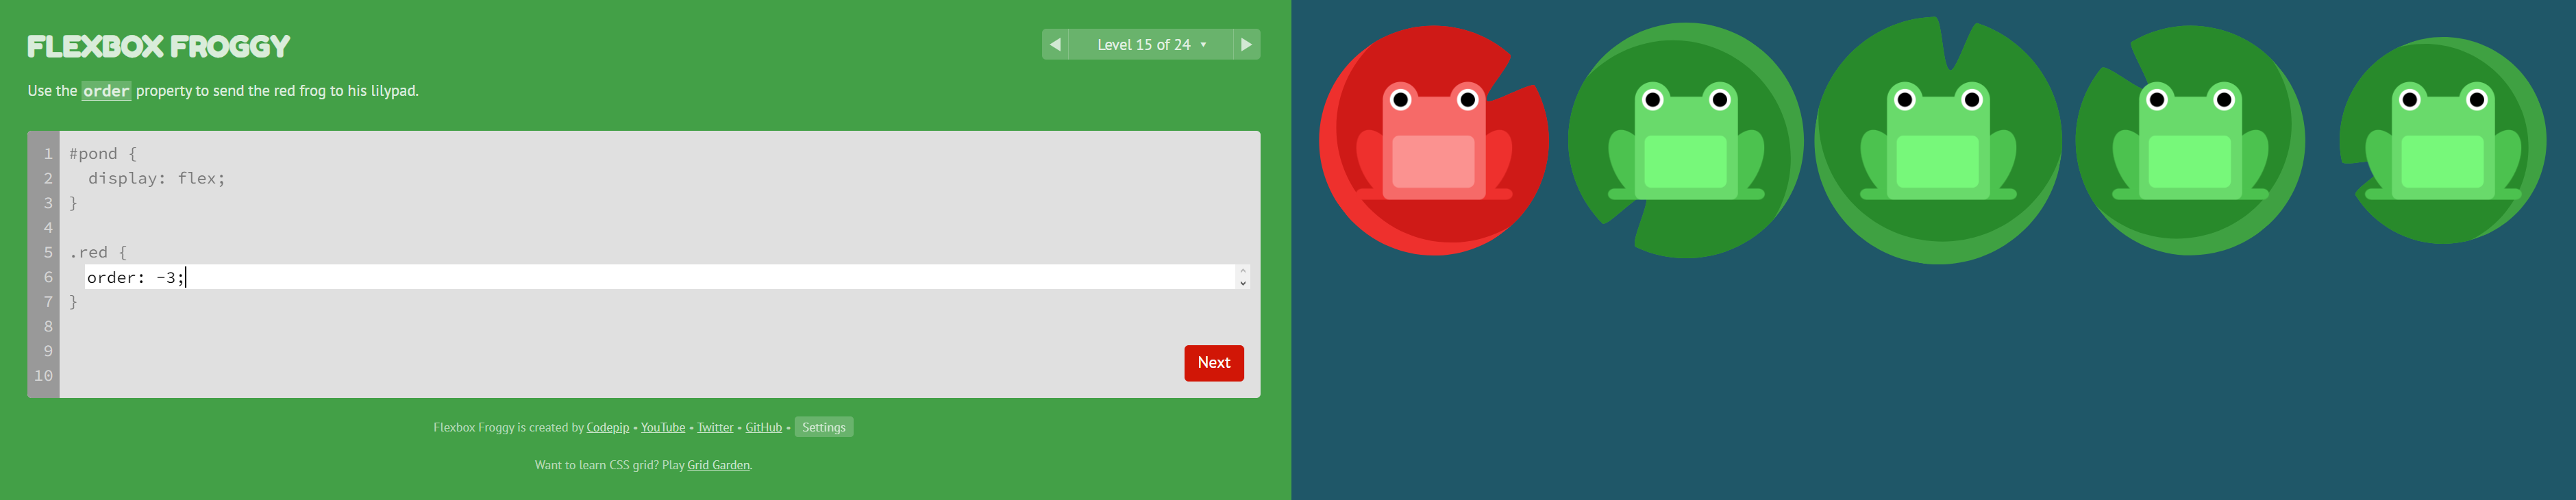 FLEXBOX FROGGY
◀ Level 15 of 24 ▼ ▶
Use the order property to send the red frog to his lilypad.
1 #pond {
2 display: flex;
3 }
4
5 .red {
6 order: -3;
7 }
8
9
10
Next
Flexbox Froggy is created by Codepip • YouTube • Twitter • GitHub • Settings
Want to learn CSS grid? Play Grid Garden.